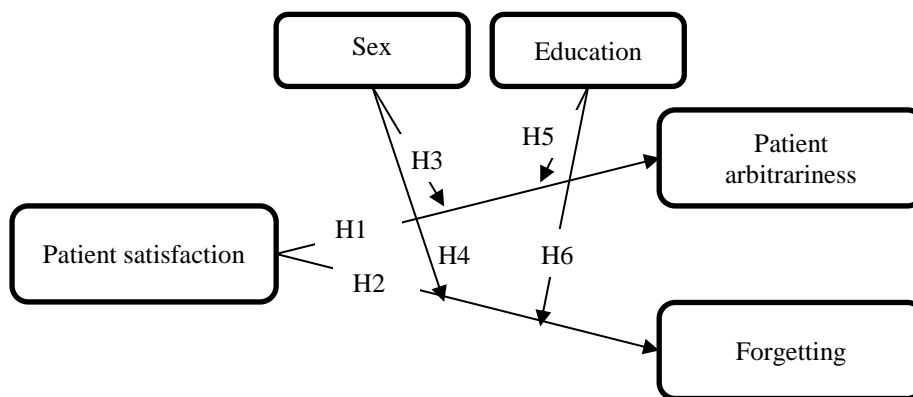 Sex
Education
Patient
arbitrariness
H5
H3
H1
Patient satisfaction
H4
H6
H2
Forgetting